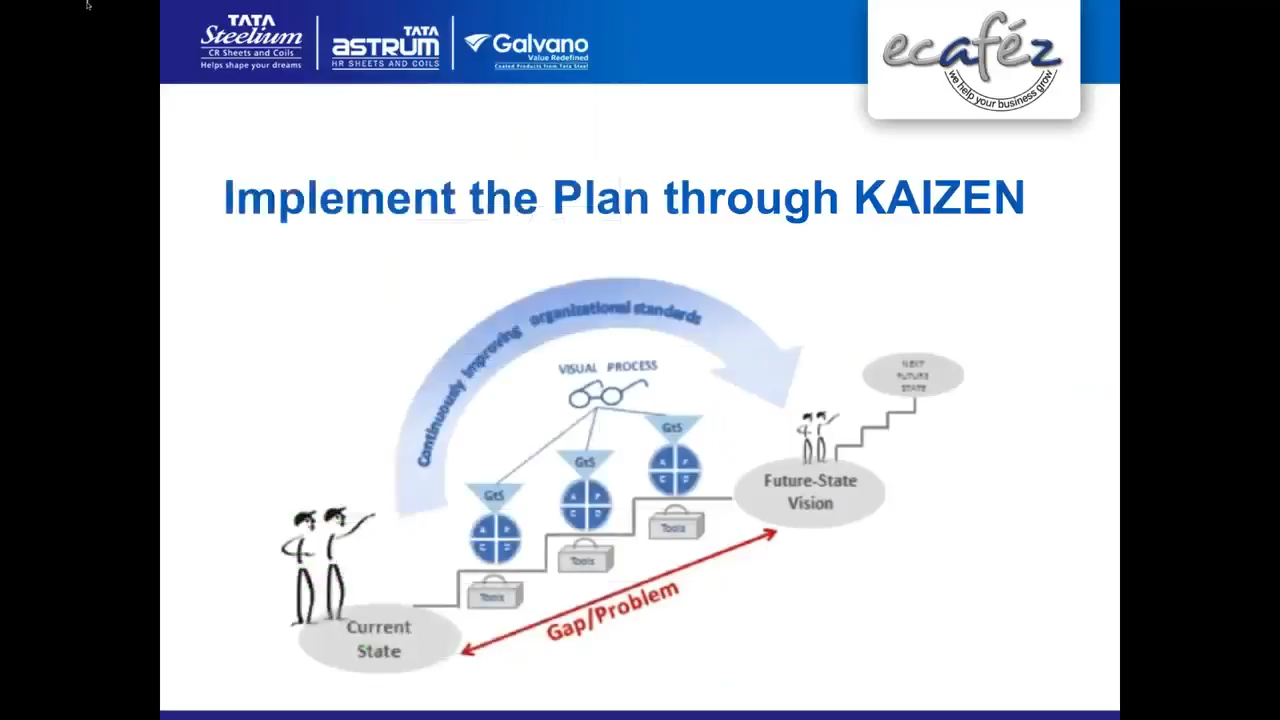 TATA
Steelium
CR Sheets and Coils
Helps shape your dreams
TATA
ASTRUM
HR SHEETS AND COILS
Galvano
Value Redefined
Coated Products from Tata Steel
ecaféz
we help your business grow
Implement the Plan through KAIZEN
Continuously improving organizational standards
VISUAL PROCESS
NEXT
FUTURE
STATE
GtS
A P
C D
Tools
GtS
A P
C D
Tools
GtS
A P
C D
Tools
Future-State
Vision
Gap/Problem
Current
State